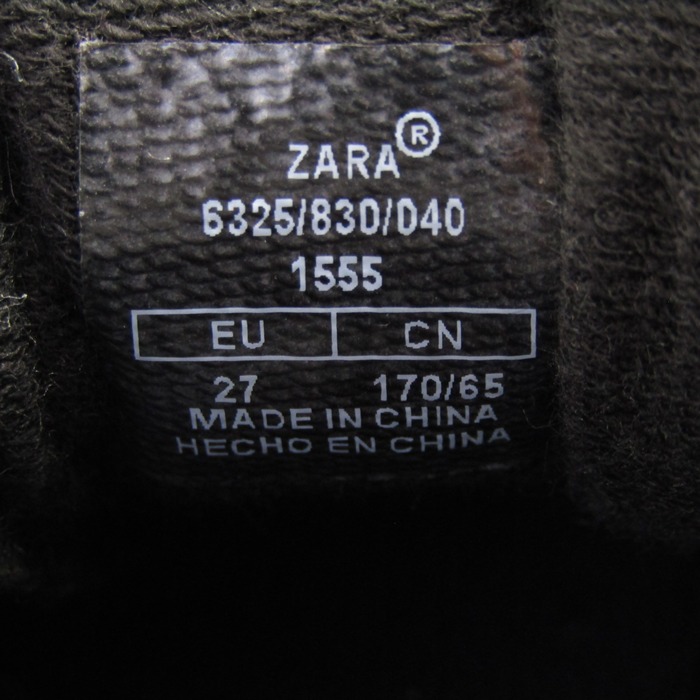 ZARA®
6325/830/040
1555
EU CN
27 170/65
MADE IN CHINA
HECHO EN CHINA